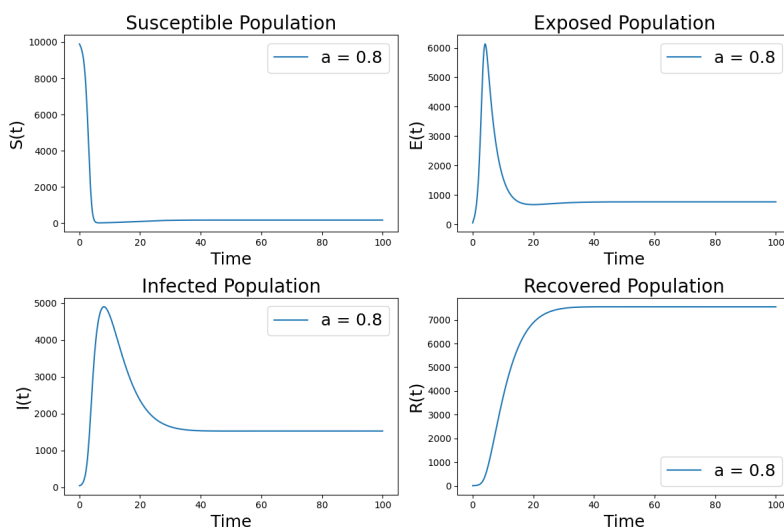 Susceptible Population
10000
8000
6000
4000
2000
0
S(t)
a = 0.8
0 20 40 60 80 100
Time
Exposed Population
6000
5000
4000
3000
2000
1000
0
E(t)
a = 0.8
0 20 40 60 80 100
Time
Infected Population
5000
4000
3000
2000
1000
0
I(t)
a = 0.8
0 20 40 60 80 100
Time
Recovered Population
7000
6000
5000
4000
3000
2000
1000
0
R(t)
a = 0.8
0 20 40 60 80 100
Time